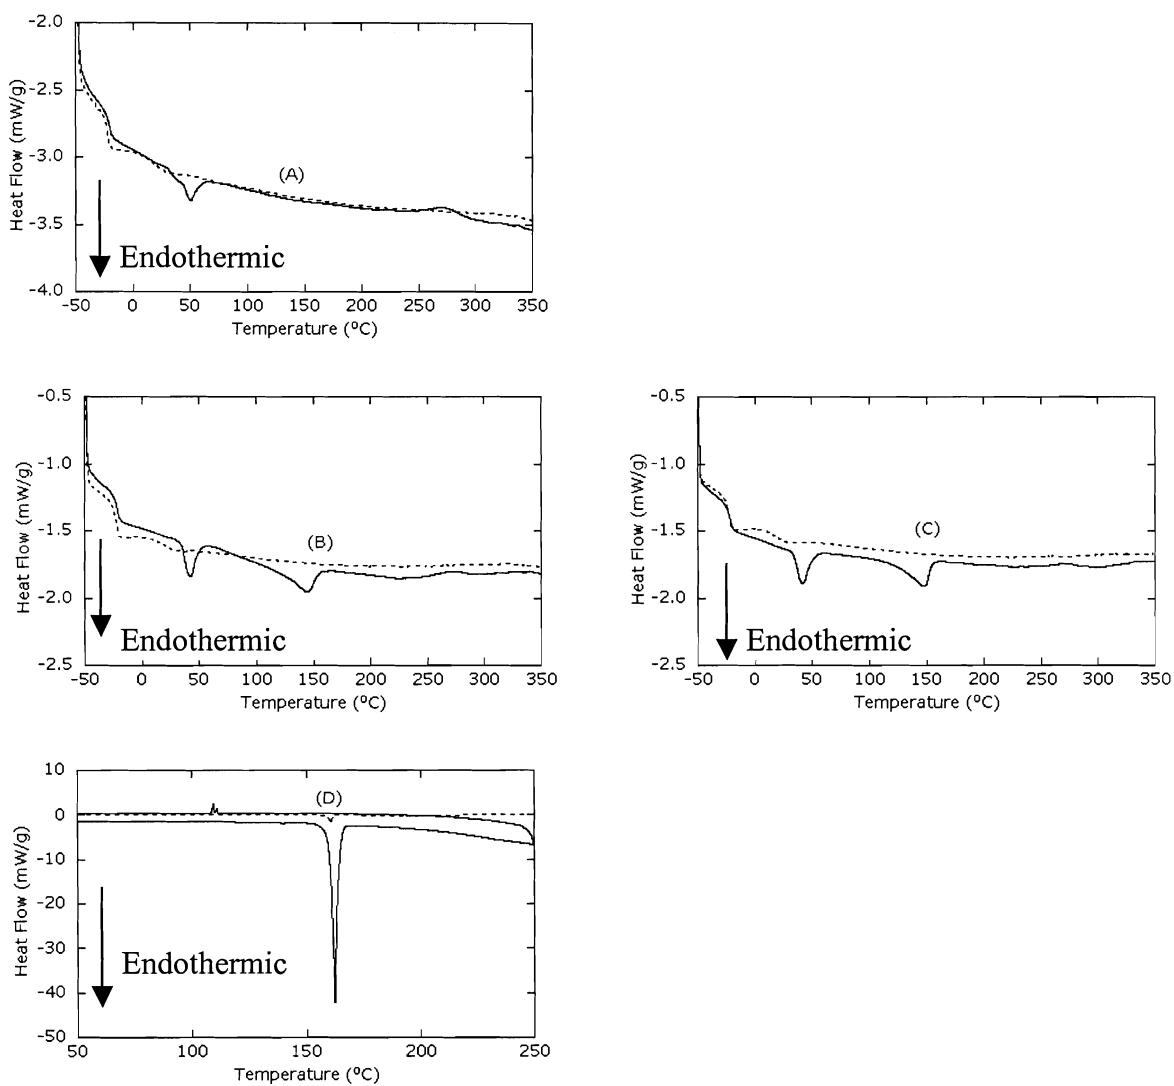 -2.0
-2.5
-3.0
-3.5
-4.0
Heat Flow (mW/g)
(A)
Endothermic
-50 0 50 100 150 200 250 300 350
Temperature (⁰C)
-0.5
-1.0
-1.5
-2.0
-2.5
Heat Flow (mW/g)
(B)
Endothermic
-50 0 50 100 150 200 250 300 350
Temperature (⁰C)
-0.5
-1.0
-1.5
-2.0
-2.5
Heat Flow (mW/g)
(C)
Endothermic
-50 0 50 100 150 200 250 300 350
Temperature (⁰C)
10
0
-10
-20
-30
-40
-50
Heat Flow (mW/g)
(D)
Endothermic
50 100 150 200 250
Temperature (⁰C)